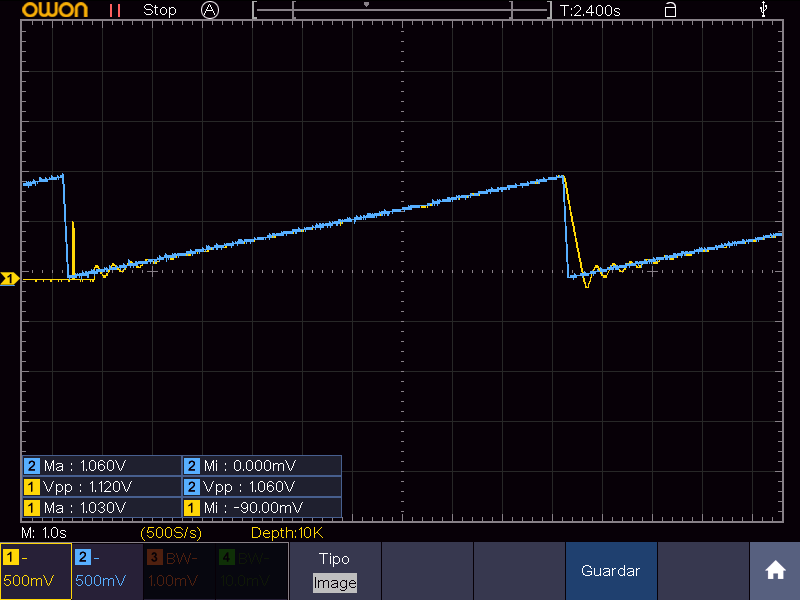 owon Stop A T:2.400s
1
2 Ma : 1.060V 2 Mi : 0.000mV
1 Vpp : 1.120V 2 Vpp : 1.060V
1 Ma : 1.030V 1 Mi : -90.00mV
M: 1.0s (500S/s) Depth:10K
1 - 2 - 3 BW- 4 BW- Tipo
500mV 500mV 1.00mV 10.0mV Image
Guardar